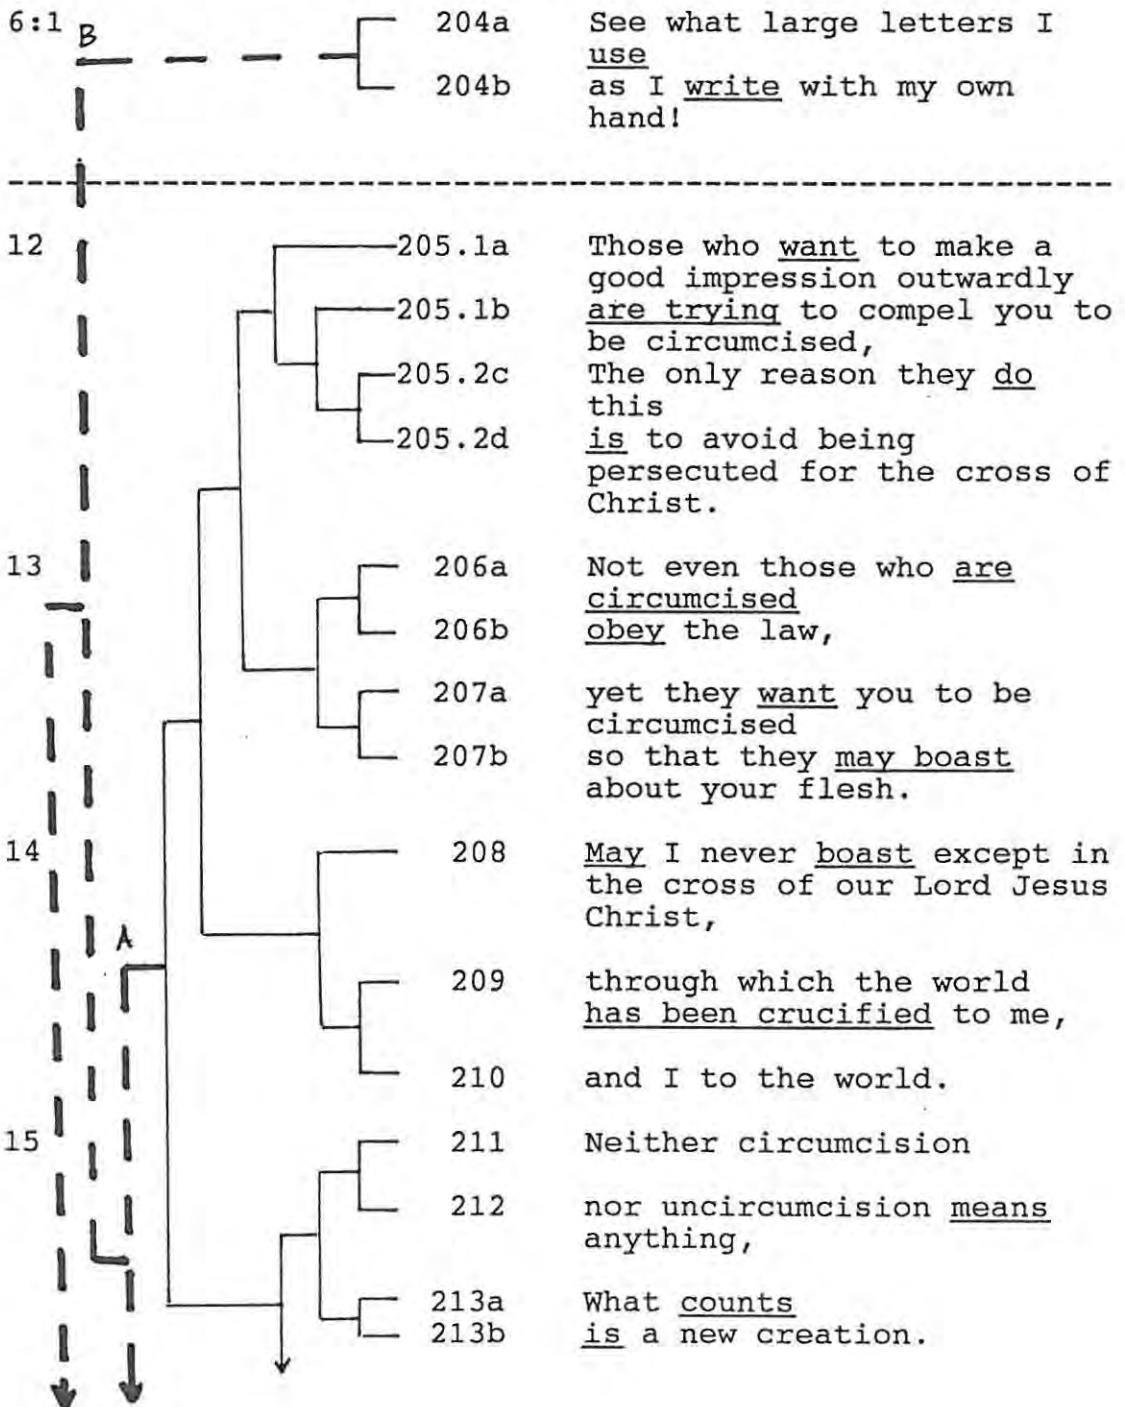 6:1 B 204a See what large letters I
use
204b as I write with my own
hand!
12 205.1a Those who want to make a
good impression outwardly
205.1b are trying to compel you to
be circumcised,
205.2c The only reason they do
this
205.2d is to avoid being
persecuted for the cross of
Christ.
13 206a Not even those who are
circumcised
206b obey the law,
207a yet they want you to be
circumcised
207b so that they may boast
about your flesh.
14 208 May I never boast except in
the cross of our Lord Jesus
Christ,
A
209 through which the world
has been crucified to me,
210 and I to the world.
15 211 Neither circumcision
212 nor uncircumcision means
anything,
213a What counts
213b is a new creation.